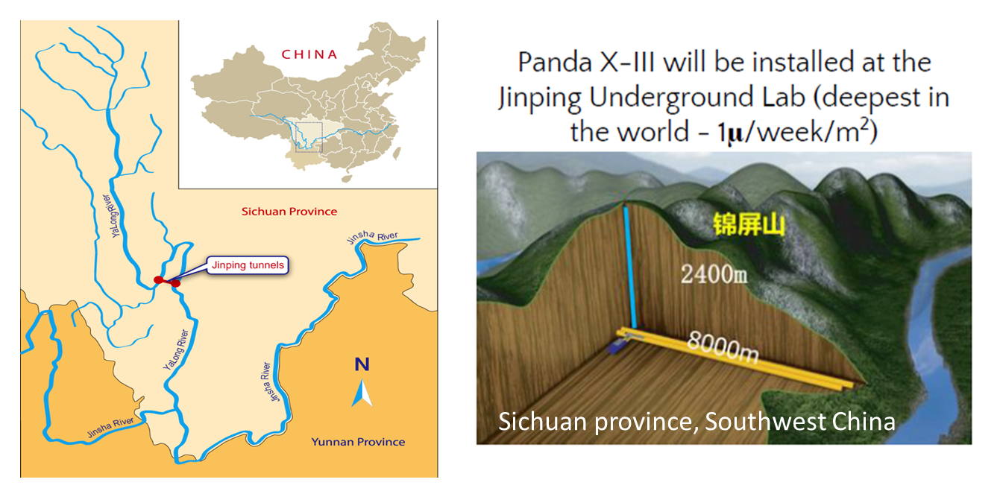 CHINA
Sichuan Province
YaLongRiver
Jinsha River
Jinping tunnels
YaLong River
Jinsha River
N
Jinsha River
Yunnan Province
Panda X-III will be installed at the
Jinping Underground Lab (deepest in
the world - 1μ/week/m²)
锦屏山
2400m
8000m
Sichuan province, Southwest China